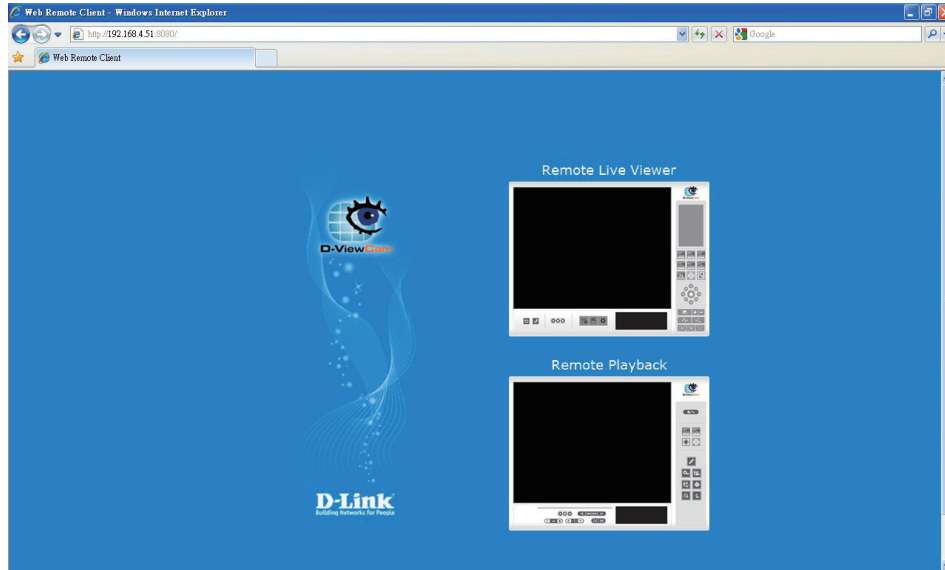 Web Remote Client - Windows Internet Explorer
http://192.168.4.51:8080/
Google
Web Remote Client
Remote Live Viewer
D-ViewCam
Remote Playback
D-Link
Building Networks for People